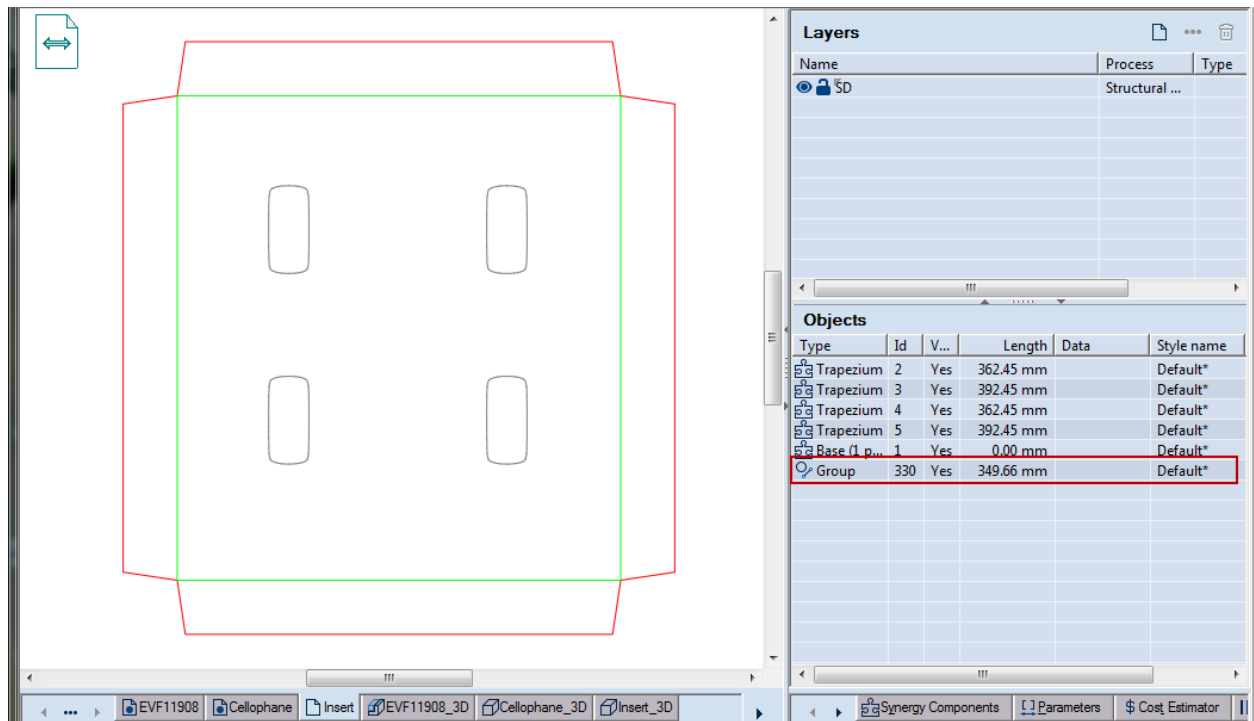 Layers
Name Process Type
SD Structural ...
Objects
Type Id V... Length Data Style name
Trapezium 2 Yes 362.45 mm Default*
Trapezium 3 Yes 392.45 mm Default*
Trapezium 4 Yes 362.45 mm Default*
Trapezium 5 Yes 392.45 mm Default*
Base (1 p... 1 Yes 0.00 mm Default*
Group 330 Yes 349.66 mm Default*
EVF11908 Cellophane Insert EVF11908_3D Cellophane_3D Insert_3D
Synergy Components Parameters $ Cost Estimator